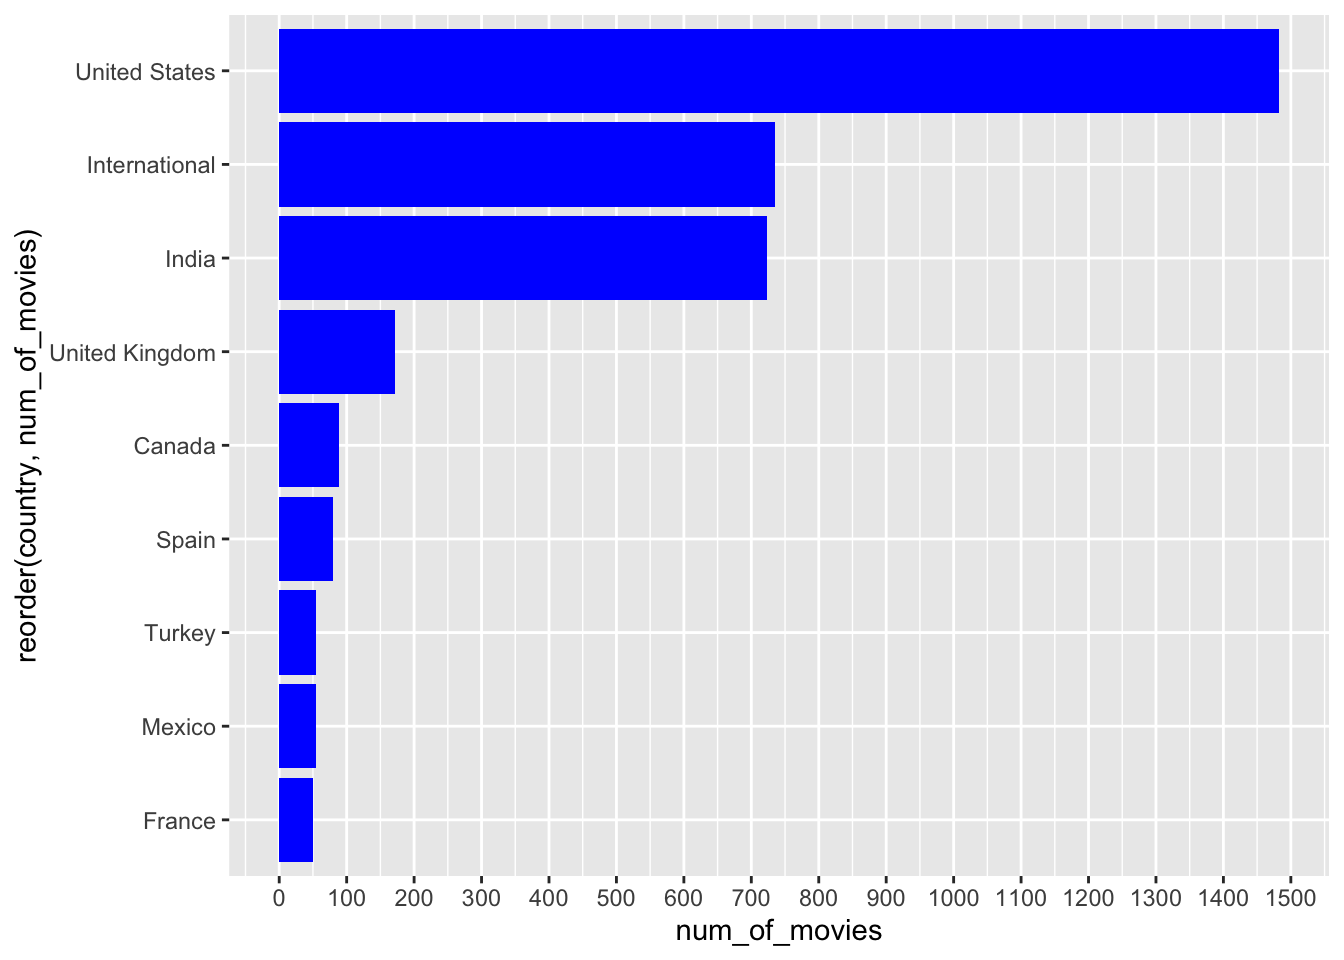 reorder(country, num_of_movies)
United States
International
India
United Kingdom
Canada
Spain
Turkey
Mexico
France
0 100 200 300 400 500 600 700 800 900 1000 1100 1200 1300 1400 1500
num_of_movies